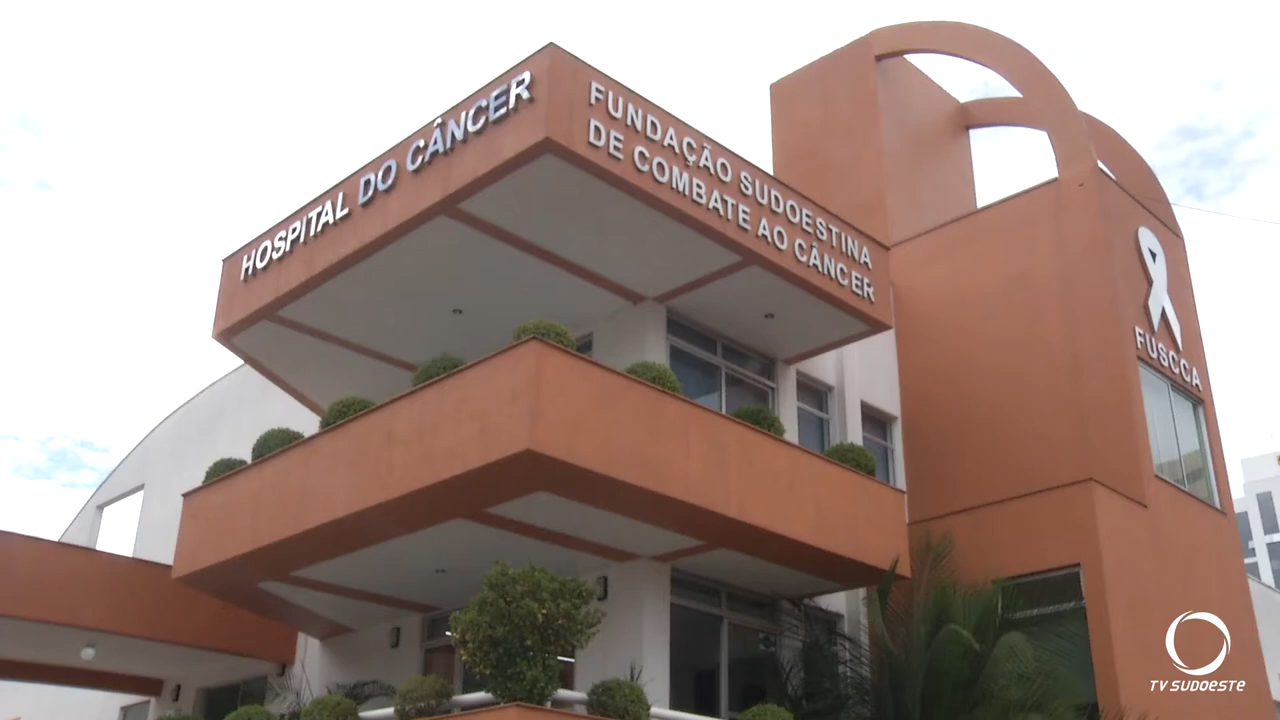 HOSPITAL DO CÂNCER
FUNDAÇÃO SUDOESTINA
DE COMBATE AO CÂNCER
FUSCCA
TV SUDOESTE